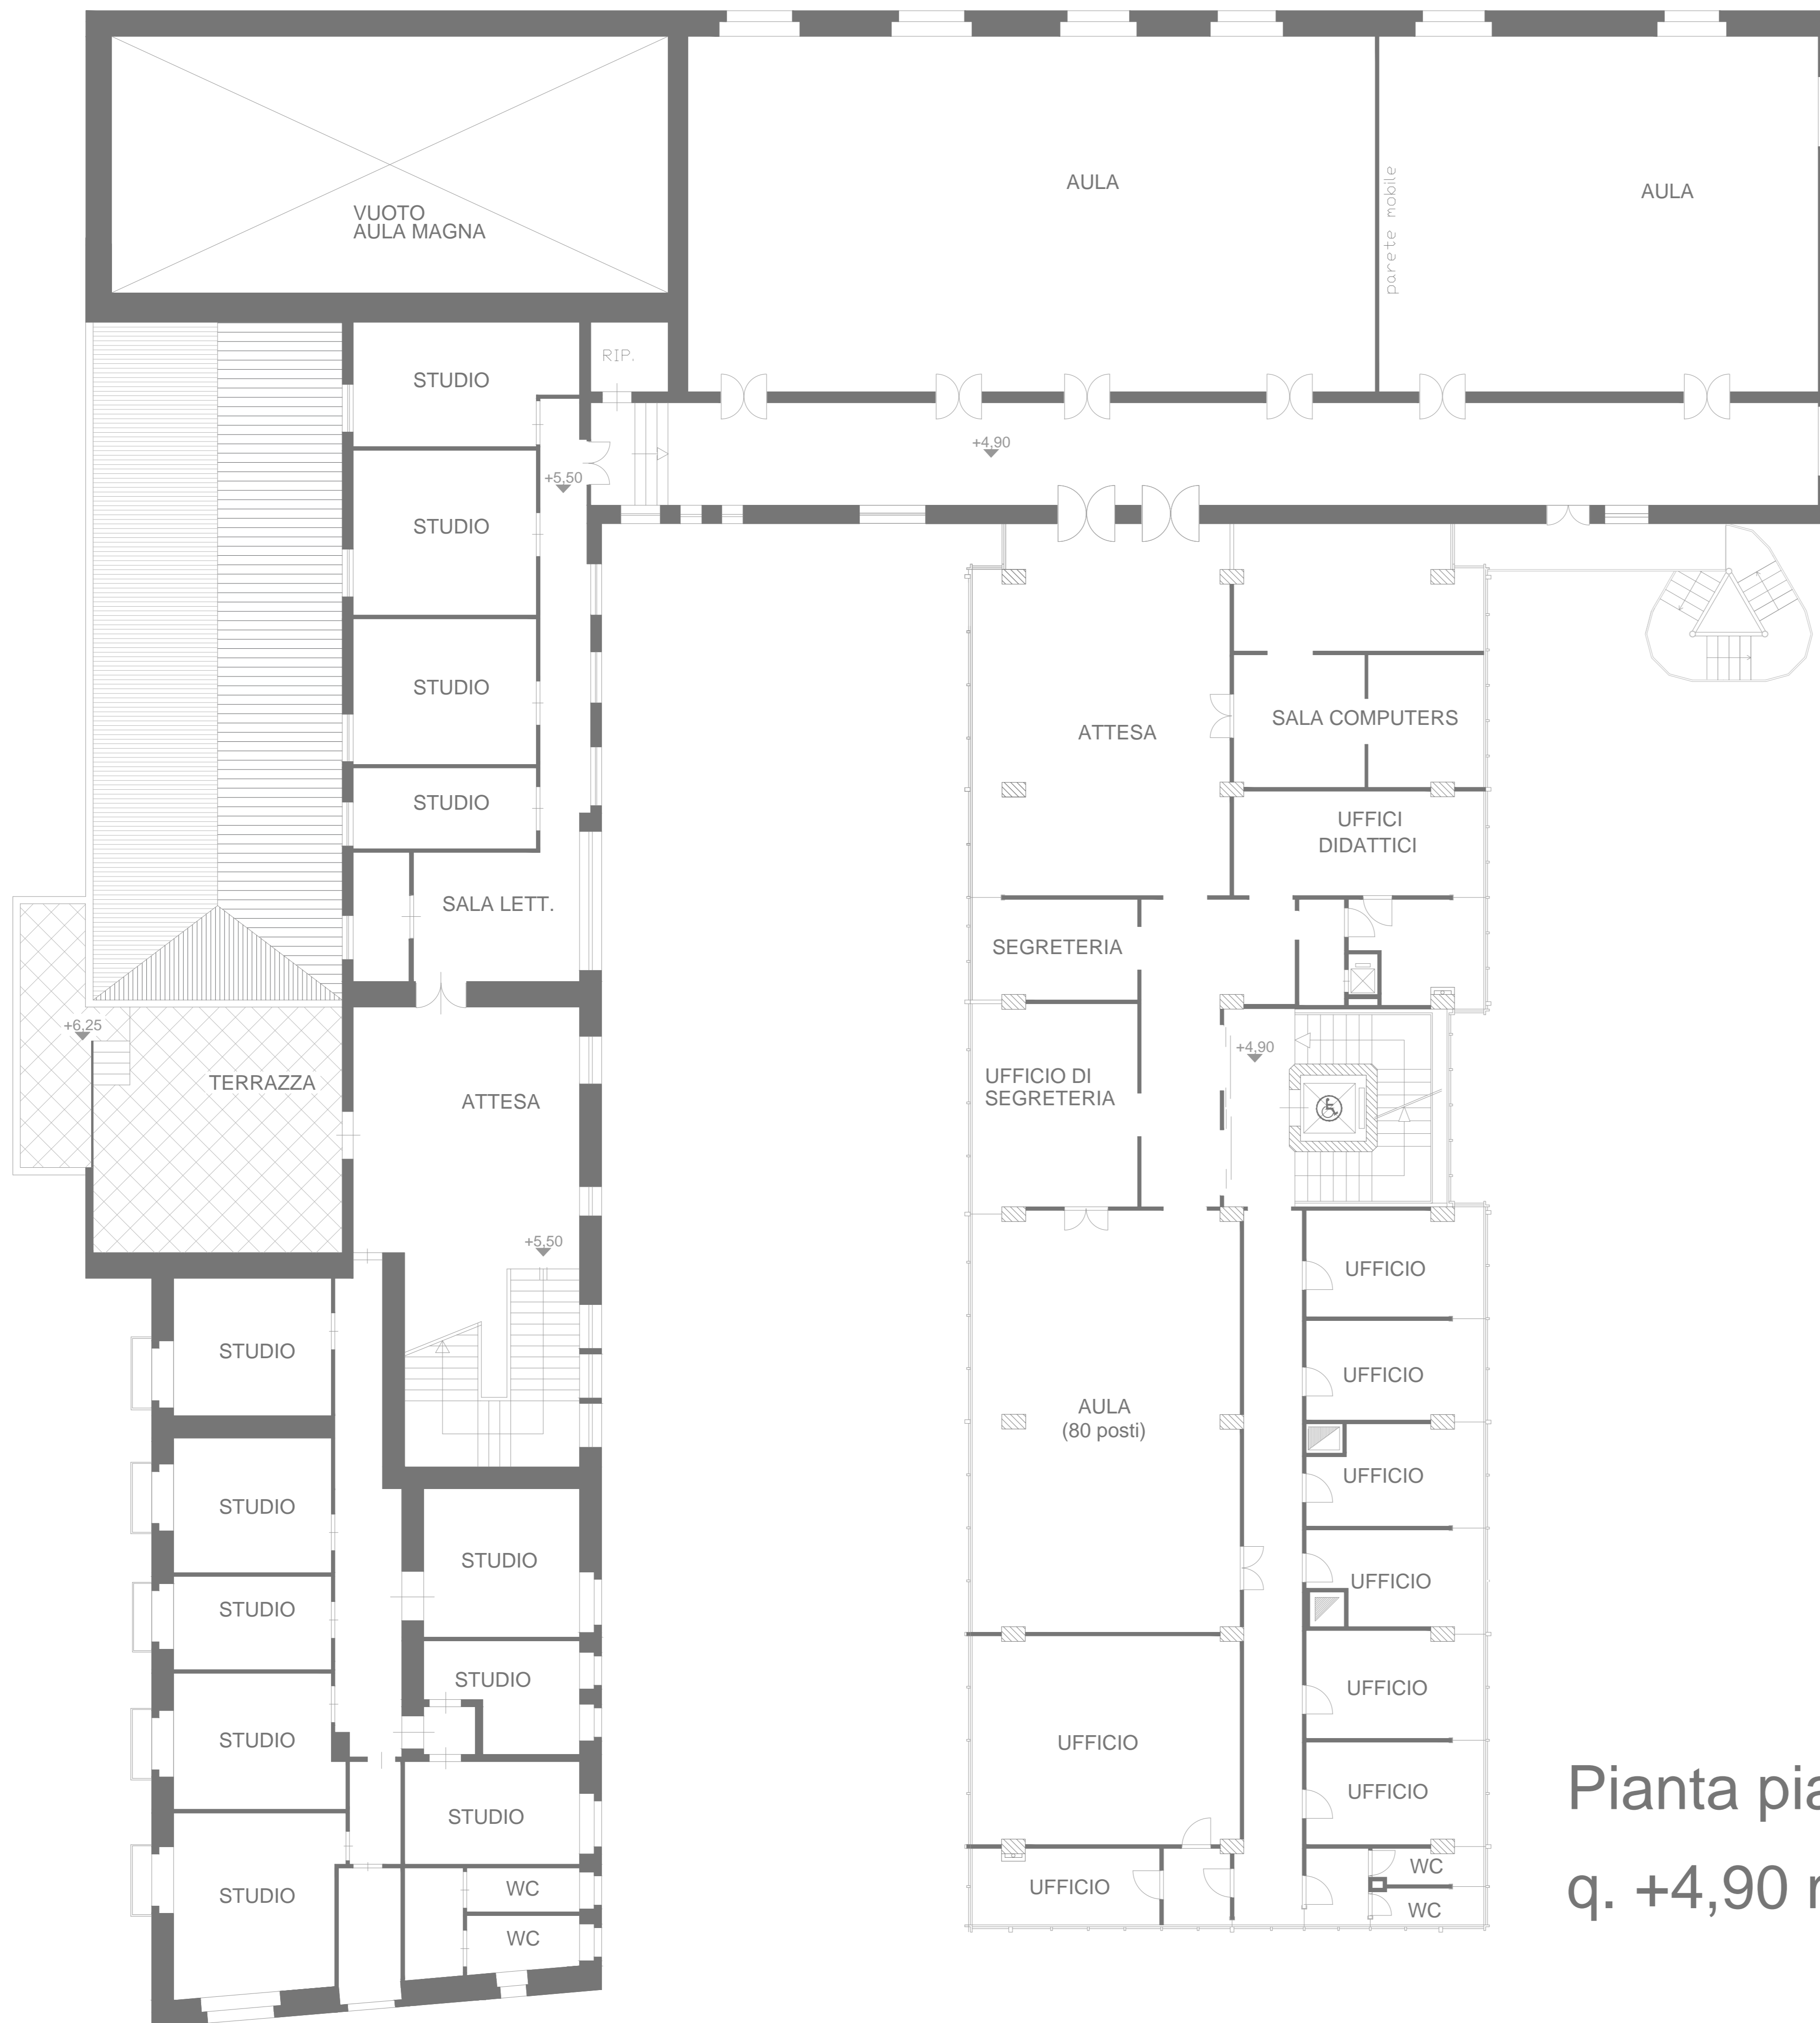 AULA
AULA
parete mobile
VUOTO
AULA MAGNA
RIP.
STUDIO
+4,90
+5,50
STUDIO
STUDIO
ATTESA
SALA COMPUTERS
STUDIO
UFFICI
DIDATTICI
SALA LETT.
SEGRETERIA
+6,25
TERRAZZA
ATTESA
UFFICIO DI
SEGRETERIA
+4,90
+5,50
UFFICIO
STUDIO
UFFICIO
AULA
(80 posti)
UFFICIO
STUDIO
STUDIO
UFFICIO
STUDIO
STUDIO
UFFICIO
STUDIO
UFFICIO
UFFICIO
STUDIO
STUDIO
UFFICIO
WC
WC
WC
WC
Pianta pia
q. +4,90